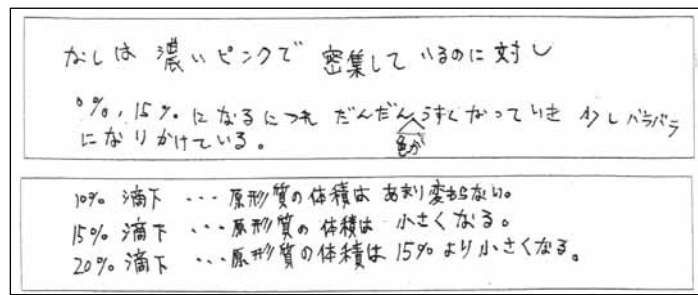 なしは 濃いピンクで 密集して いるのに対し
0%, 15% になるにつれ だんだん色がうすくなっていき 少しバラバラ
になりかけている。
10% 滴下 ・・・原形質の体積は あまり変わらない。
15% 滴下 ・・・原形質の体積は 小さくなる。
20% 滴下 ・・・原形質の体積は 15% より小さくなる。